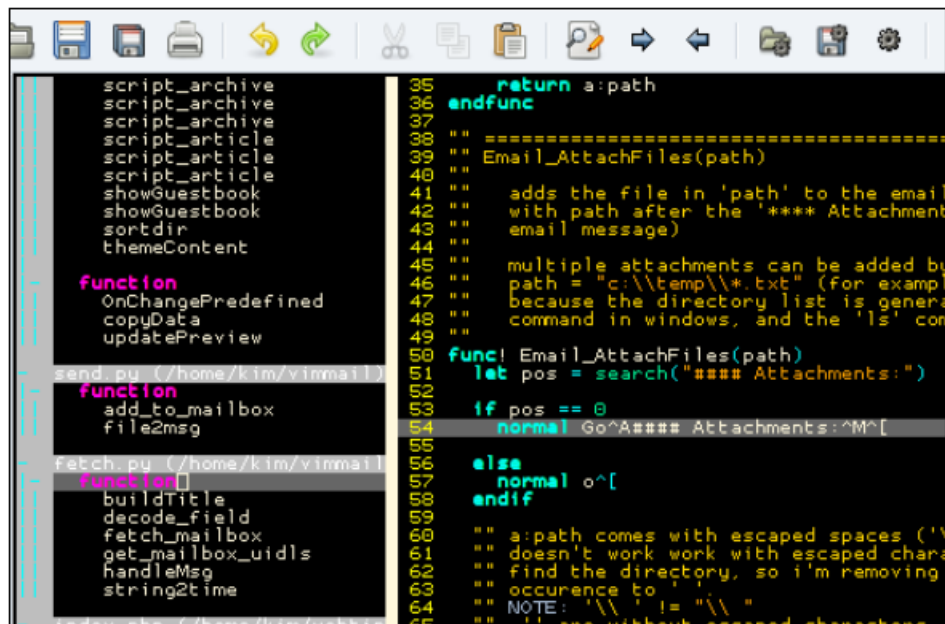 script_archive
script_archive
script_archive
script_article
script_article
script_article
showGuestbook
showGuestbook
sortdir
themeContent
function
OnChangePredefined
copyData
updatePreview
send.py (/home/kim/vimmail)
function
add_to_mailbox
file2msg
fetch.py (/home/kim/vimmail
function
buildTitle
decode_field
fetch_mailbox
get_mailbox_uidls
handleMsg
string2time
35 return a:path
36 endfunc
37
38 "" ========================================
39 "" Email_AttachFiles(path)
40 ""
41 "" adds the file in 'path' to the email
42 "" with path after the '**** Attachment
43 "" email message)
44 ""
45 "" multiple attachments can be added bu
46 "" path = "c:\\temp\\*.txt" (for exampl
47 "" because the directory list is genera
48 "" command in windows, and the 'ls' com
49 ""
50 func! Email_AttachFiles(path)
51 let pos = search("#### Attachments:")
52
53 if pos == 0
54 normal Go^A#### Attachments:^M^[
55
56 else
57 normal o^[
58 endif
59
60 "" a:path comes with escaped spaces ('\
61 "" doesn't work work with escaped chara
62 "" find the directory, so i'm removing
63 "" occurence to ' '.
64 "" NOTE: '\\ ' != "\\ "